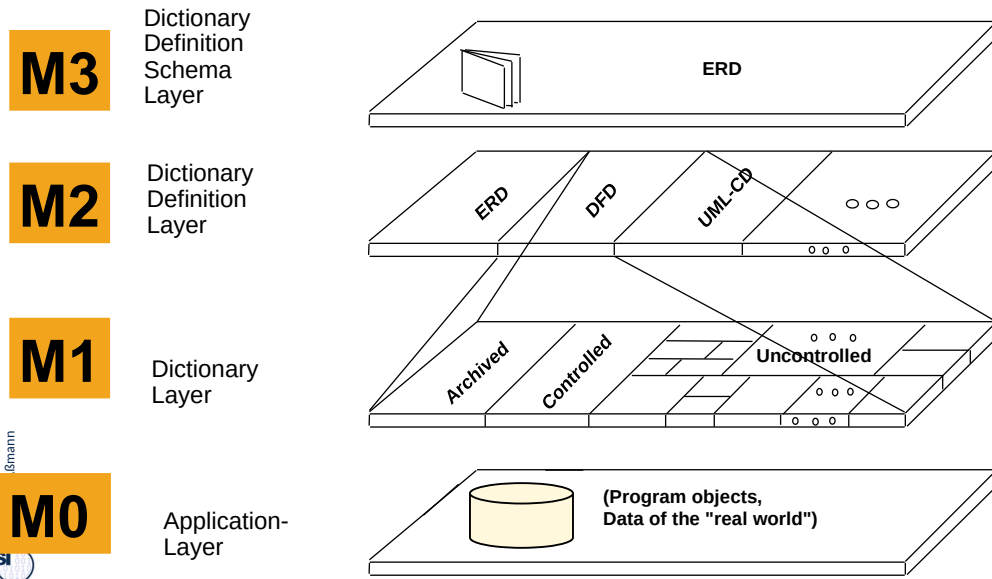 M3
Dictionary
Definition
Schema
Layer
ERD
M2
Dictionary
Definition
Layer
ERD
DFD
UML-CD
M1
Dictionary
Layer
Archived
Controlled
Uncontrolled
M0
Application-
Layer
(Program objects,
Data of the "real world")
ßmann